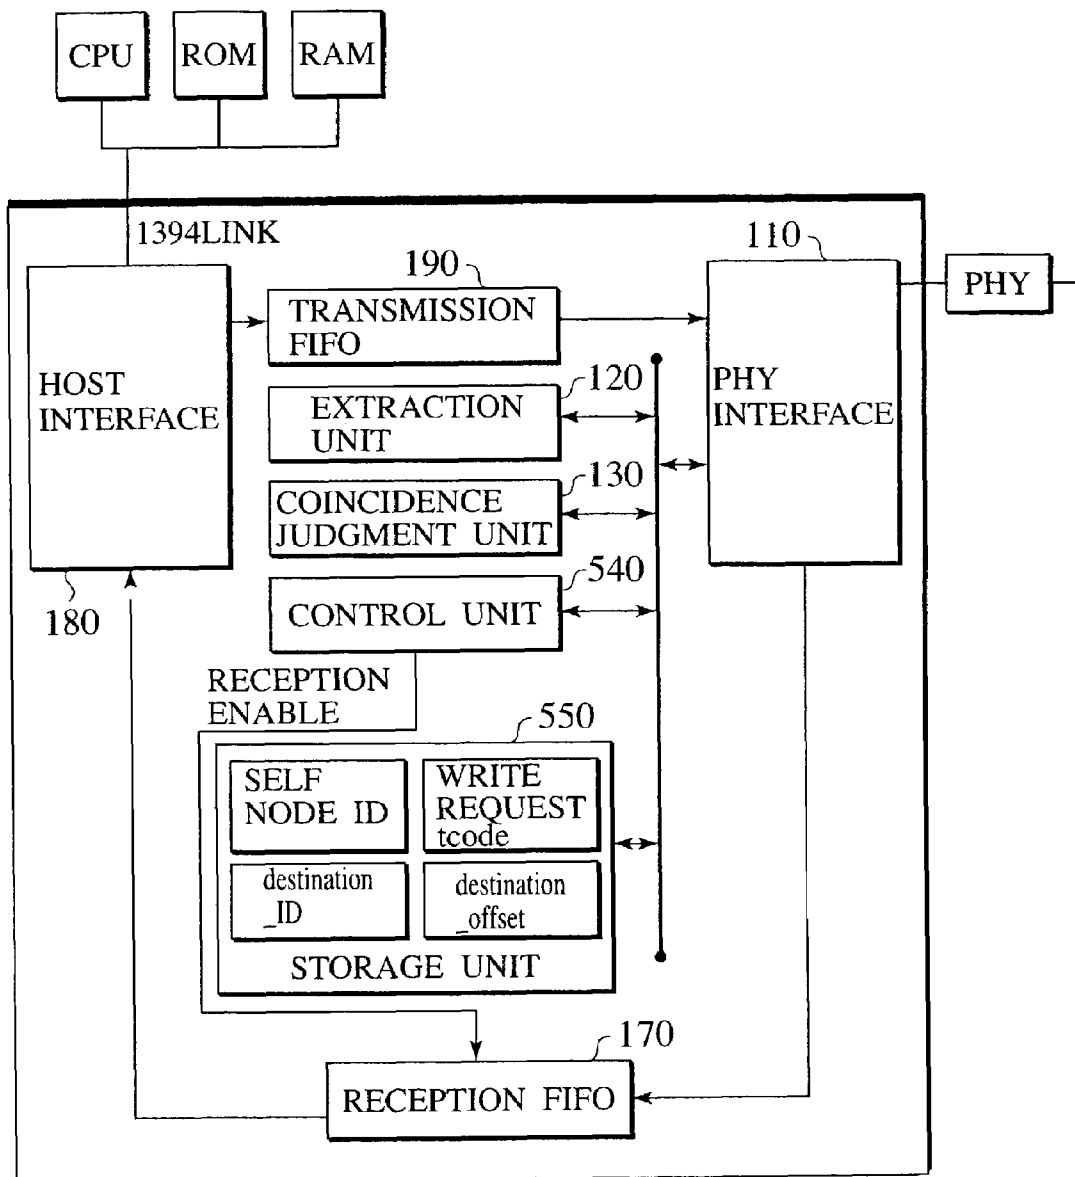 CPU
ROM
RAM
1394LINK
190
110
PHY
TRANSMISSION
FIFO
HOST
INTERFACE
PHY
INTERFACE
120
EXTRACTION
UNIT
130
COINCIDENCE
JUDGMENT UNIT
180
540
CONTROL UNIT
RECEPTION
ENABLE
550
SELF
NODE ID
WRITE
REQUEST
tcode
destination
_ID
destination
_offset
STORAGE UNIT
170
RECEPTION FIFO